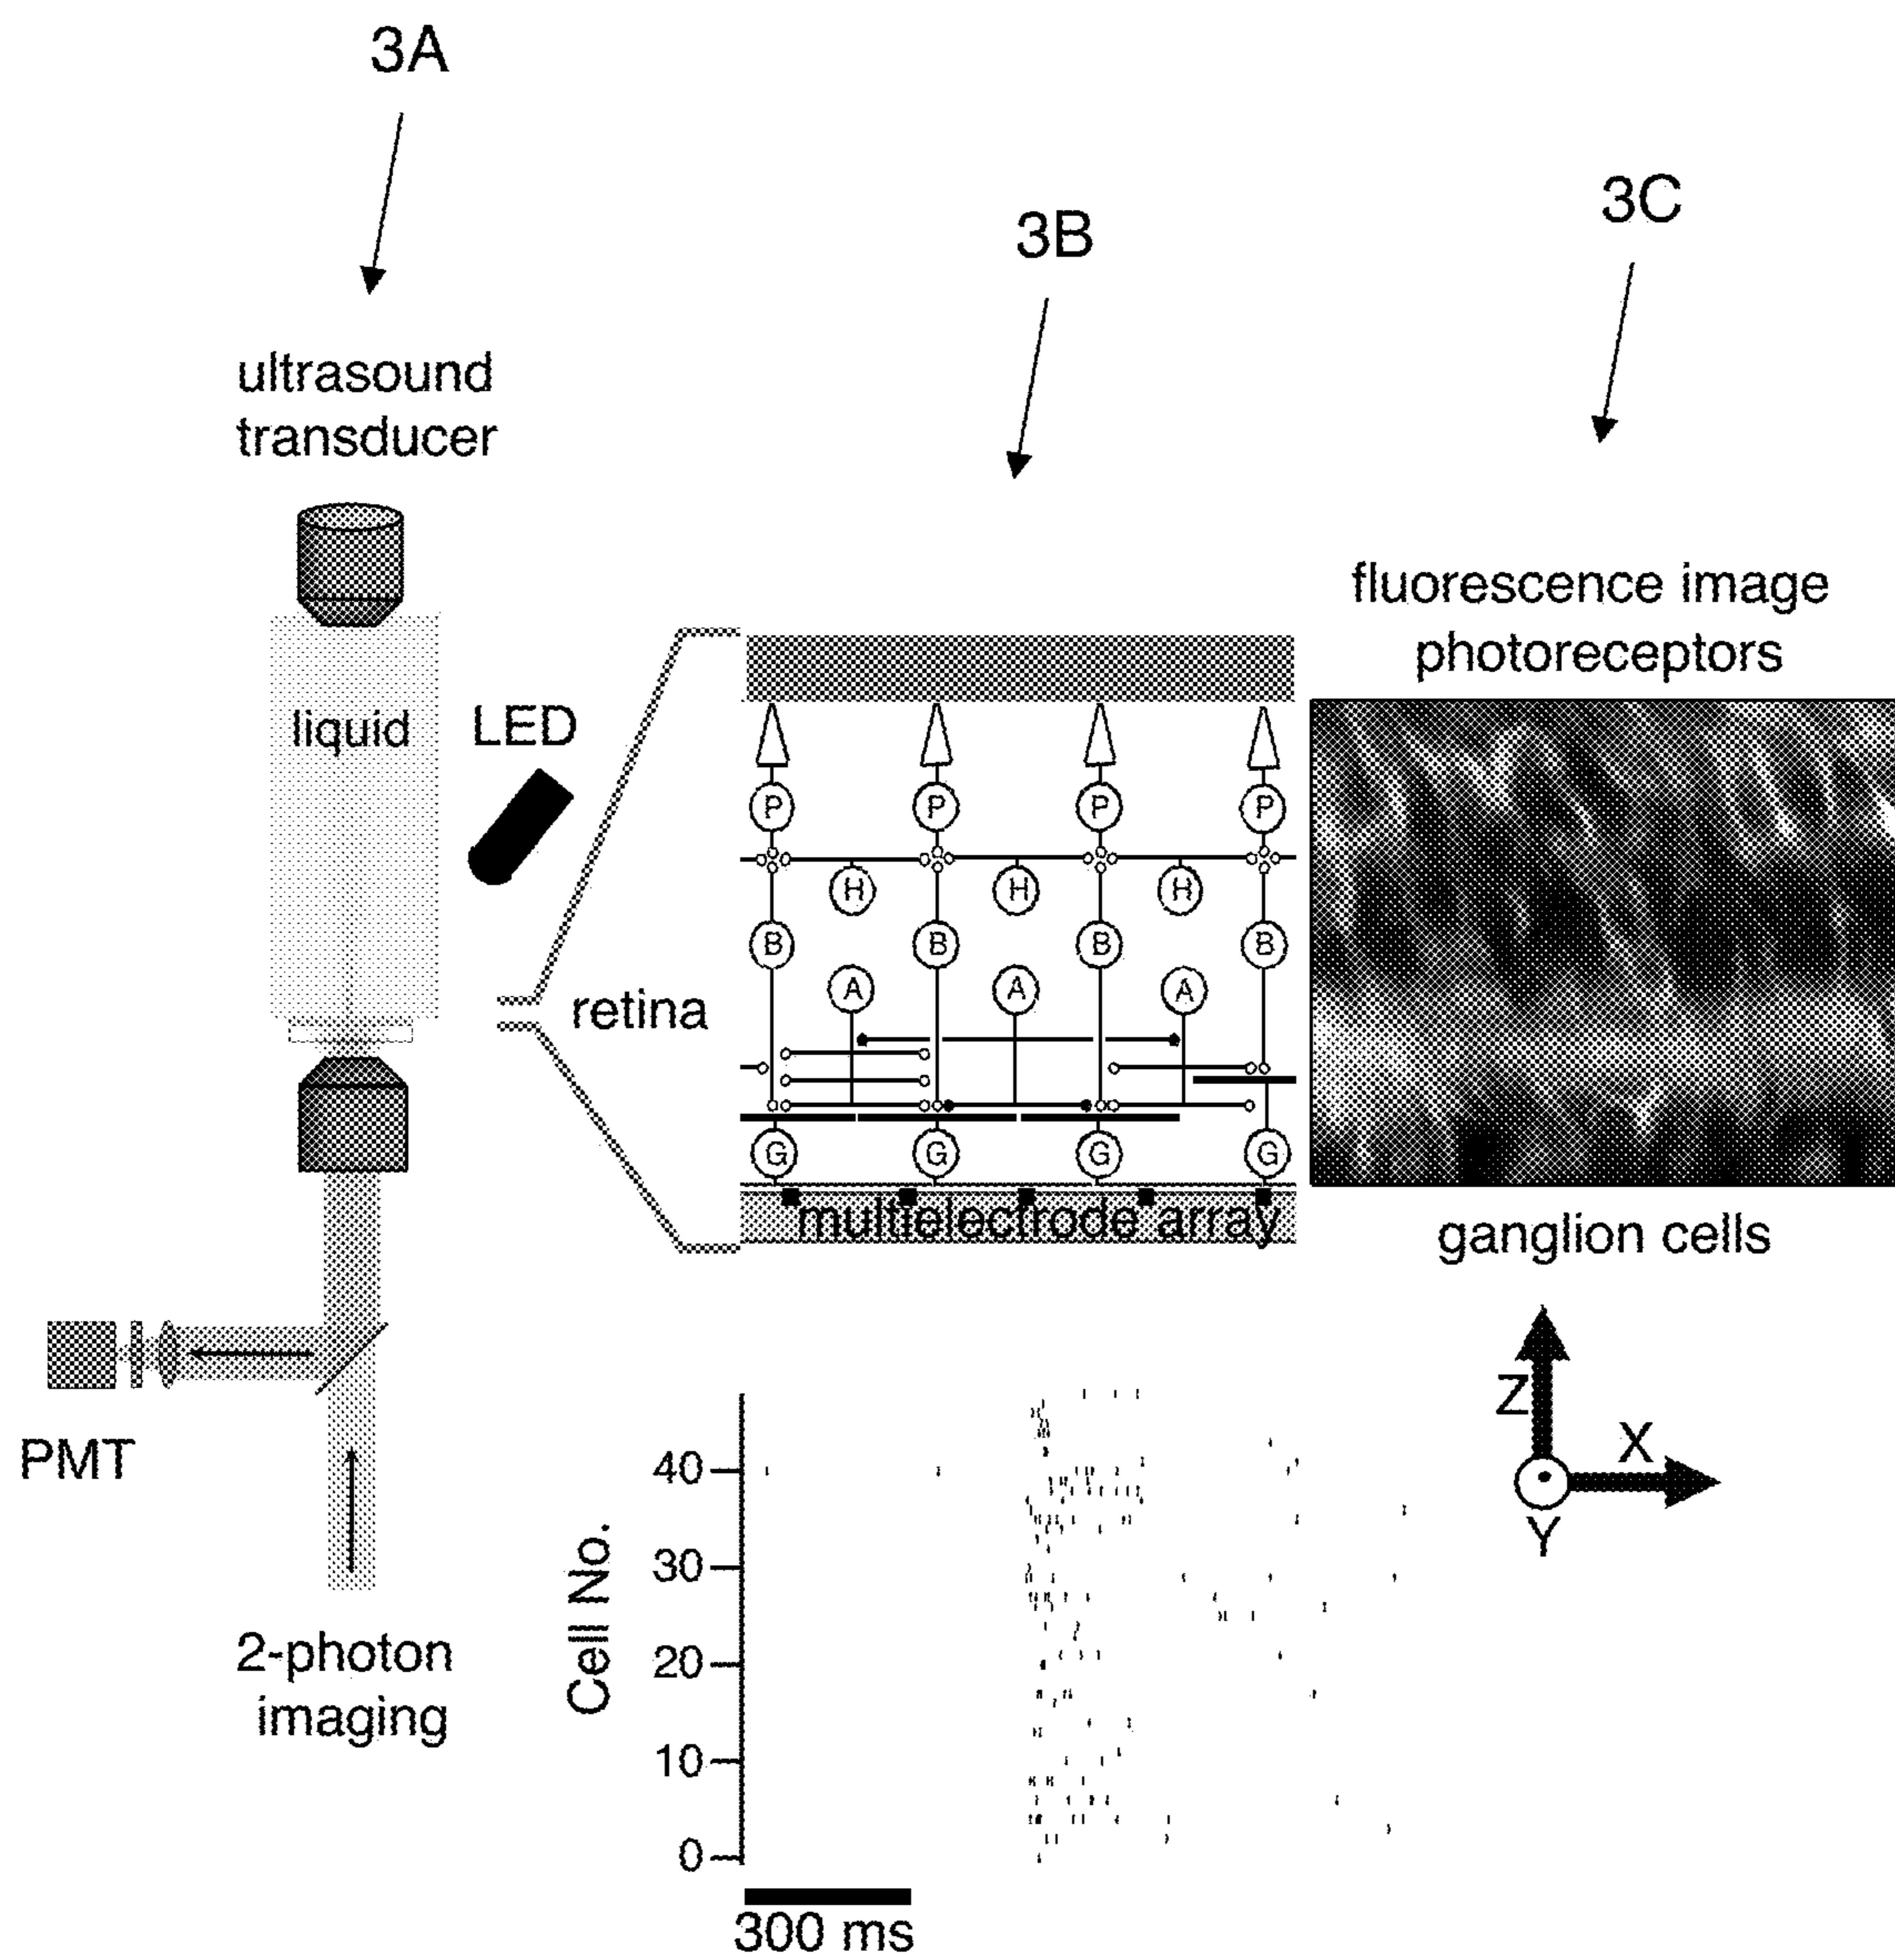 3A
3B
3C
ultrasound
transducer
liquid
LED
retina
fluorescence image
photoreceptors
P P P P
H H H
B B B B
A A A
G G G G
multielectrode array
ganglion cells
PMT
2-photon
imaging
Z
X
Y
Cell No.
40
30
20
10
0
300 ms